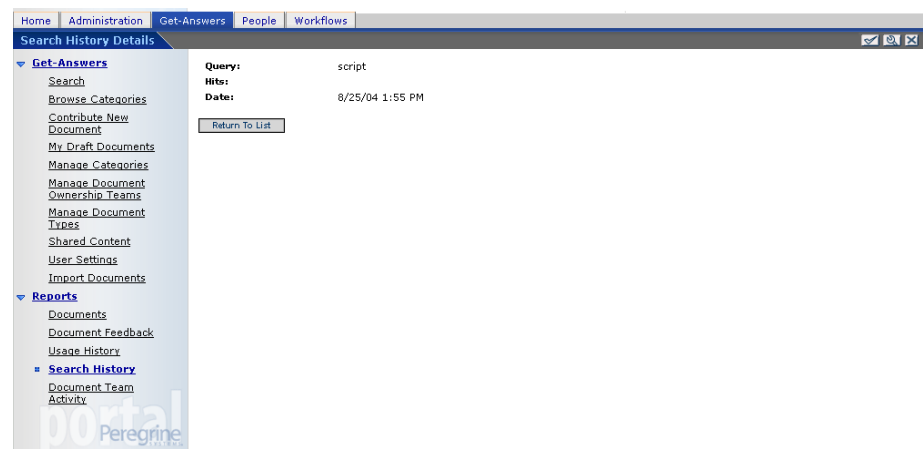 Home Administration Get-Answers People Workflows
Search History Details
Get-Answers
Search
Browse Categories
Contribute New
Document
My Draft Documents
Manage Categories
Manage Document
Ownership Teams
Manage Document
Types
Shared Content
User Settings
Import Documents
Reports
Documents
Document Feedback
Usage History
Search History
Document Team
Activity
portal
Peregrine
Query: script
Hits:
Date: 8/25/04 1:55 PM
Return To List